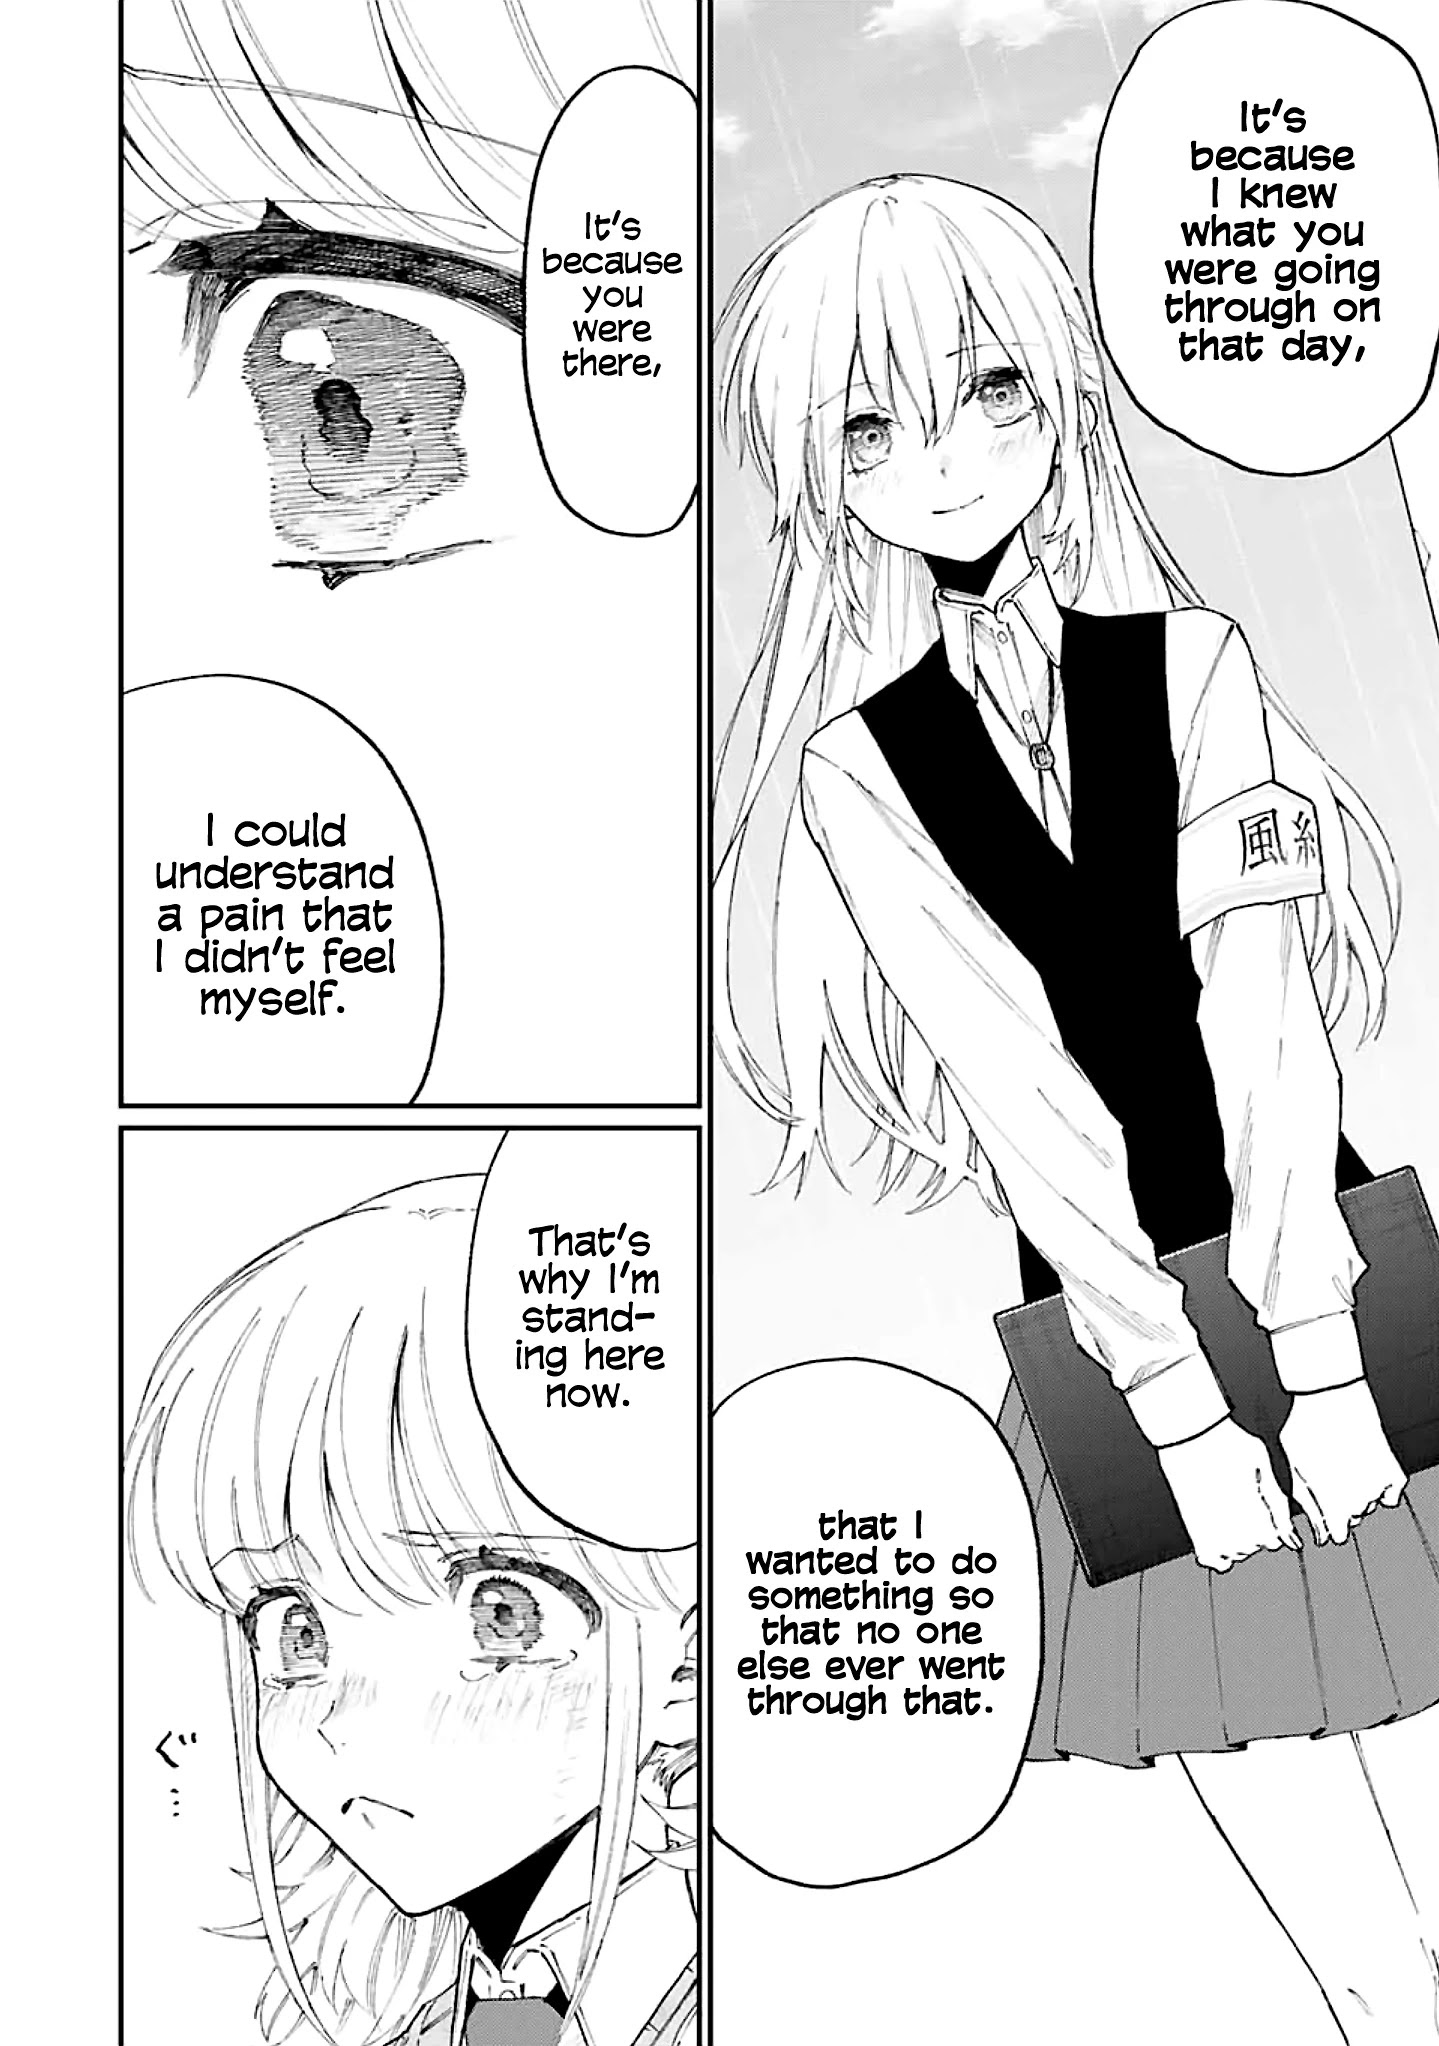 It's
because
I knew
what you
were going
through on
that day,
風紀
that I
wanted to do
something so
that no one
else ever went
through that.
It's
because
you
were
there,
I could
understand
a pain that
I didn't feel
myself.
That's
why I'm
stand-
ing here
now.
ぐ…